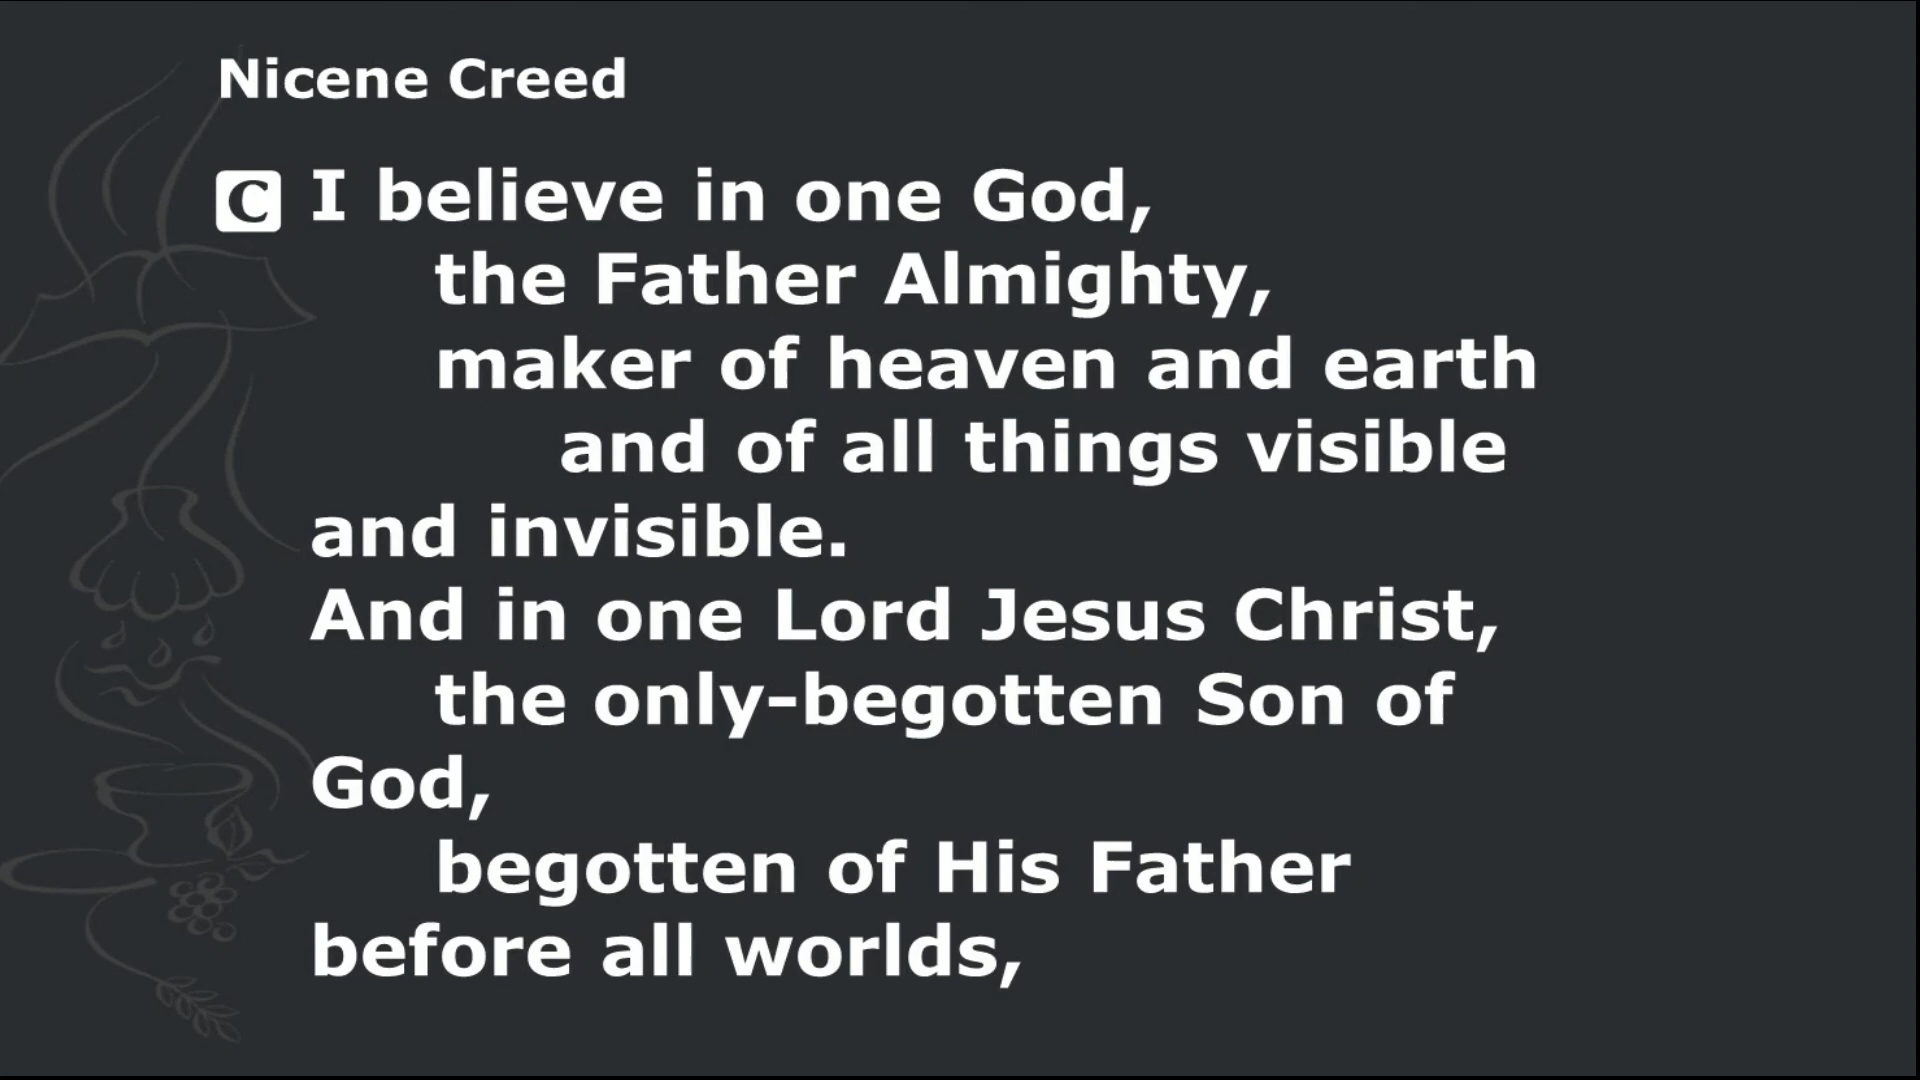 Nicene Creed
C I believe in one God,
the Father Almighty,
maker of heaven and earth
and of all things visible
and invisible.
And in one Lord Jesus Christ,
the only-begotten Son of
God,
begotten of His Father
before all worlds,